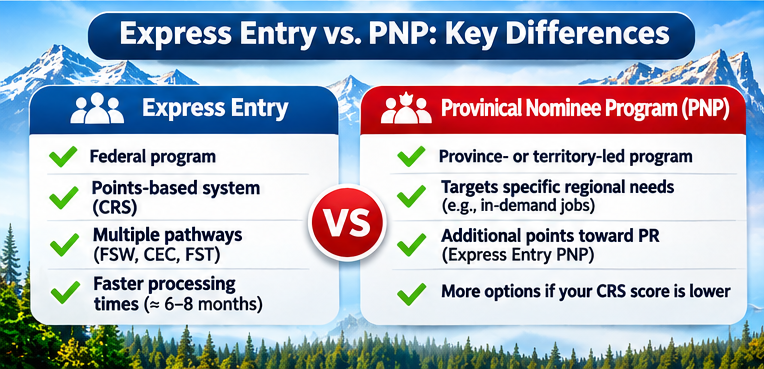 Express Entry vs. PNP: Key Differences
Express Entry
Federal program
Points-based system
(CRS)
Multiple pathways
(FSW, CEC, FST)
Faster processing
times (≈ 6–8 months)
VS
Provinical Nominee Program (PNP)
Province- or territory-led program
Targets specific regional needs
(e.g., in-demand jobs)
Additional points toward PR
(Express Entry PNP)
More options if your CRS score is lower